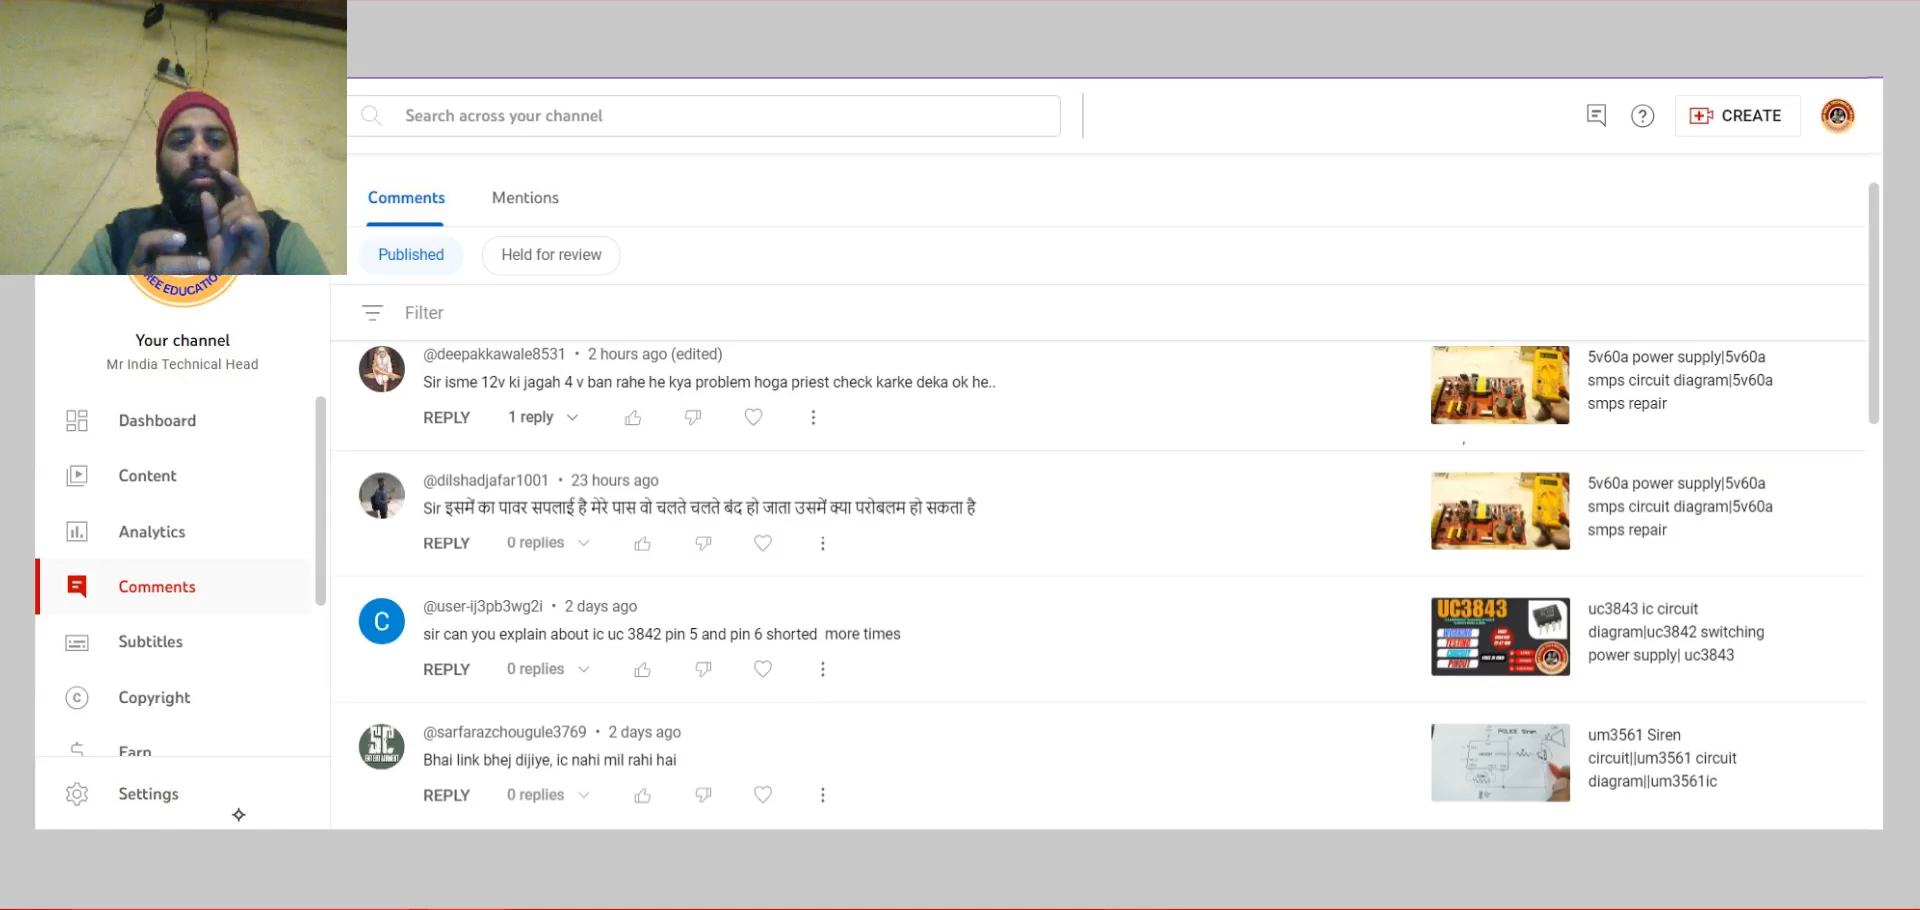 Search across your channel
CREATE
Comments
Mentions
Published
Held for review
Filter
REE EDUCATION
Your channel
Mr India Technical Head
Dashboard
Content
Analytics
Comments
Subtitles
Copyright
Earn
Settings
@deepakkawale8531 • 2 hours ago (edited)
Sir isme 12v ki jagah 4 v ban rahe he kya problem hoga priest check karke deka ok he..
REPLY 1 reply
5v60a power supply|5v60a
smps circuit diagram|5v60a
smps repair
@dilshadjafar1001 • 23 hours ago
Sir इसमें का पावर सपलाई है मेरे पास वो चलते चलते बंद हो जाता उसमें क्या परोबलम हो सकता है
REPLY 0 replies
5v60a power supply|5v60a
smps circuit diagram|5v60a
smps repair
C
@user-ij3pb3wg2i • 2 days ago
sir can you explain about ic uc 3842 pin 5 and pin 6 shorted more times
REPLY 0 replies
UC3843
uc3843 ic circuit
diagram|uc3842 switching
power supply| uc3843
SC
@sarfarazchougule3769 • 2 days ago
Bhai link bhej dijiye, ic nahi mil rahi hai
REPLY 0 replies
POLICE Siren
um3561 Siren
circuit||um3561 circuit
diagram||um3561ic